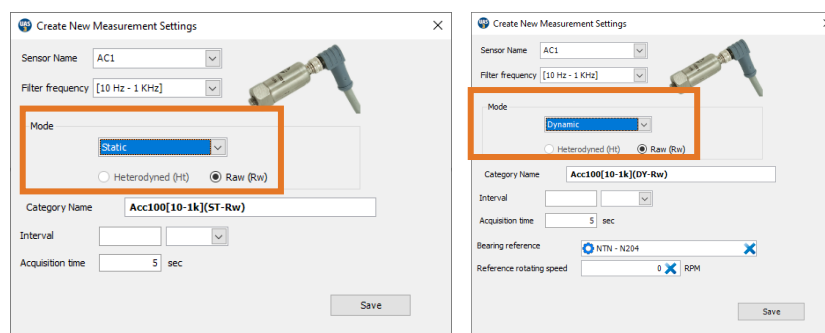 Create New Measurement Settings
Sensor Name AC1
Filter frequency [10 Hz - 1 KHz]
Mode
Static
Heterodyned (Ht) Raw (Rw)
Category Name Acc100[10-1k](ST-Rw)
Interval
Acquisition time 5 sec
Save
Create New Measurement Settings
Sensor Name AC1
Filter frequency [10 Hz - 1 KHz]
Mode
Dynamic
Heterodyned (Ht) Raw (Rw)
Category Name Acc100[10-1k](DY-Rw)
Interval
Acquisition time 5 sec
Bearing reference NTN - N204
Reference rotating speed 0 RPM
Save